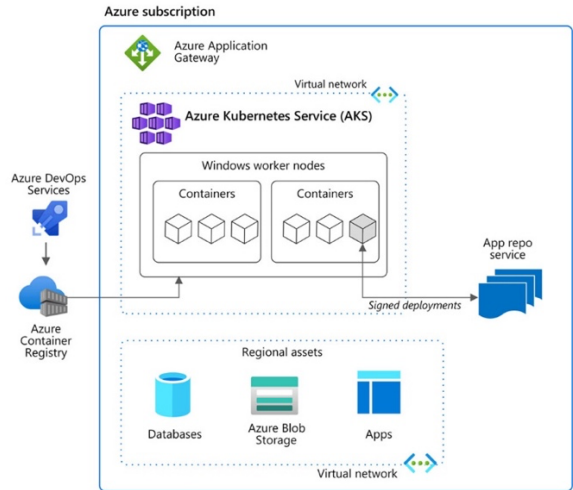 Azure subscription
Azure Application
Gateway
Virtual network
Azure Kubernetes Service (AKS)
Windows worker nodes
Containers
Containers
Azure DevOps
Services
App repo
service
Signed deployments
Azure
Container
Registry
Regional assets
Databases
Azure Blob
Storage
Apps
Virtual network